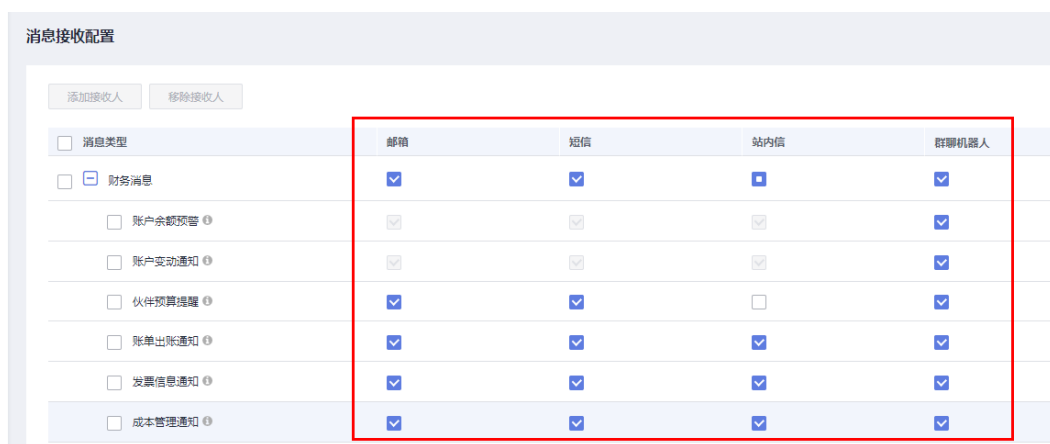 消息接收配置
添加接收人 移除接收人
消息类型 邮箱 短信 站内信 群聊机器人
财务消息
账户余额预警
账户变动通知
伙伴预算提醒
账单出账通知
发票信息通知
成本管理通知